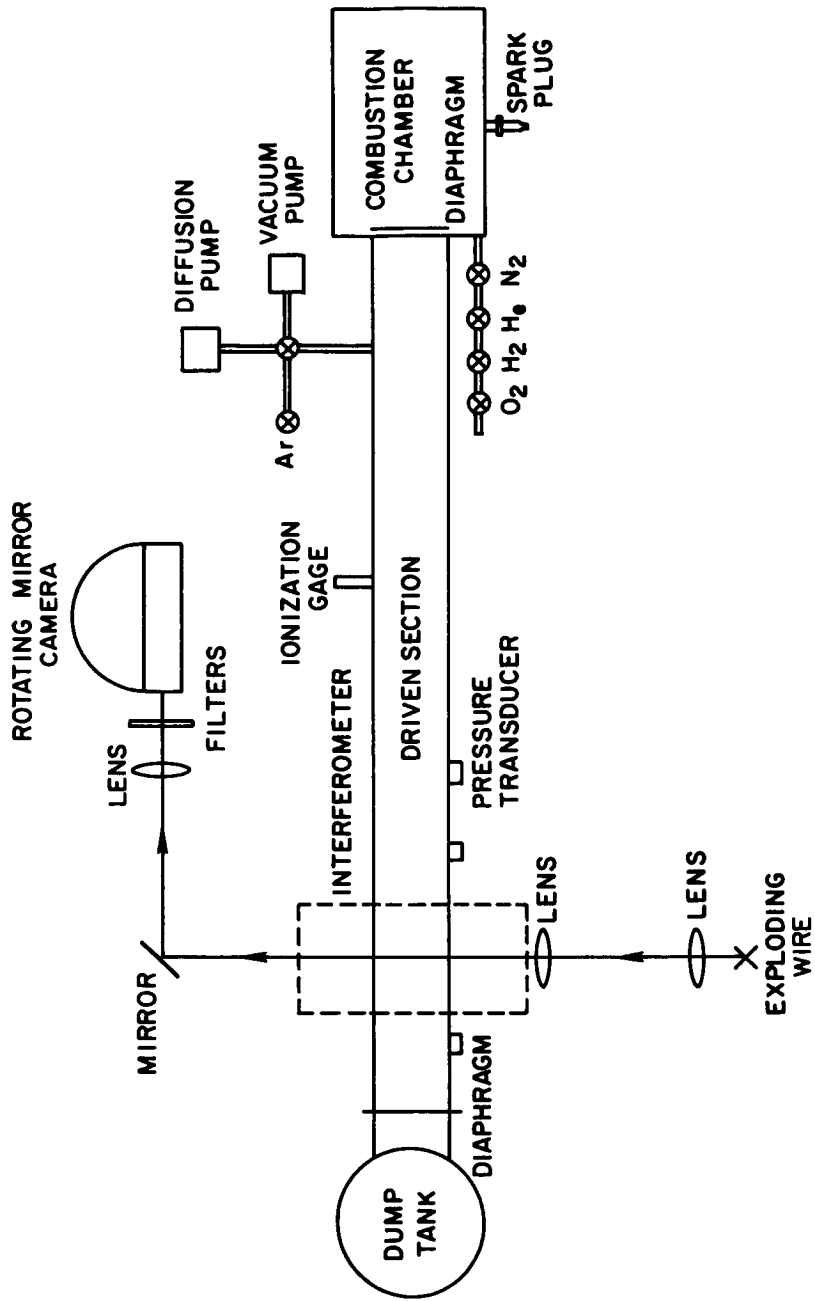 ROTATING MIRROR
CAMERA
DIFFUSION
PUMP
VACUUM
PUMP
Ar
MIRROR
LENS
FILTERS
IONIZATION
GAGE
INTERFEROMETER
COMBUSTION
CHAMBER
DIAPHRAGM
DRIVEN SECTION
DUMP
TANK
DIAPHRAGM
PRESSURE
TRANSDUCER
O2 H2 He N2
SPARK
PLUG
LENS
LENS
EXPLODING
WIRE